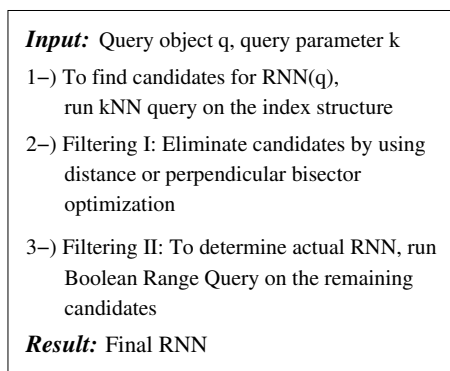 Input: Query object q, query parameter k
1–) To find candidates for RNN(q),
run kNN query on the index structure
2–) Filtering I: Eliminate candidates by using
distance or perpendicular bisector
optimization
3–) Filtering II: To determine actual RNN, run
Boolean Range Query on the remaining
candidates
Result: Final RNN